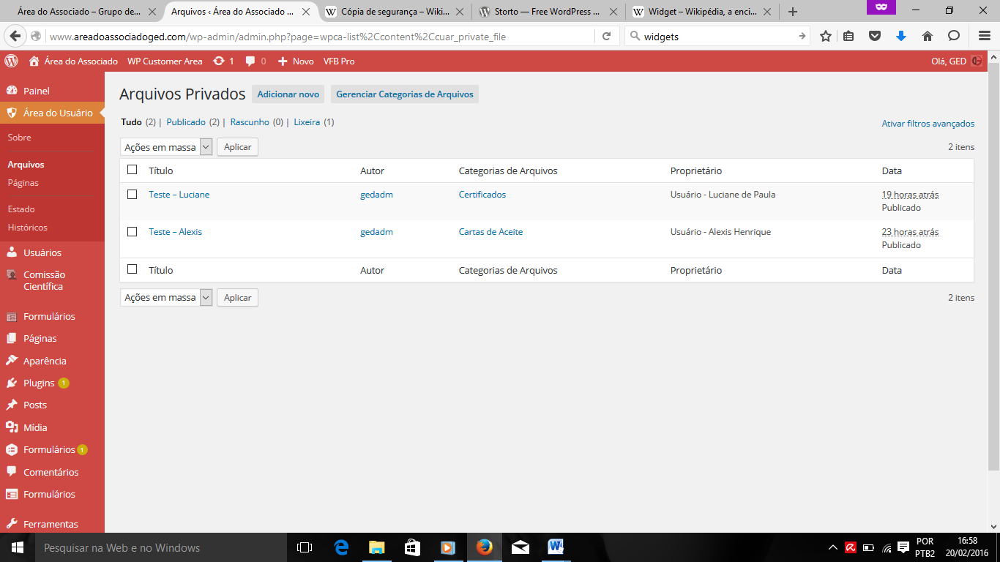 Área do Associado – Grupo de...
Arquivos ‹ Área do Associado ...
Cópia de segurança – Wiki...
Storto — Free WordPress ...
Widget – Wikipédia, a enci...
www.areadoassociadoged.com/wp-admin/admin.php?page=wpca-list%2Ccontent%2Ccuar_private_file
widgets
Área do Associado WP Customer Area 1 0 Novo VFB Pro Olá, GED
Painel
Área do Usuário
Sobre
Arquivos
Páginas
Estado
Históricos
Usuários
Comissão
Científica
Formulários
Páginas
Aparência
Plugins 1
Posts
Mídia
Formulários 1
Comentários
Formulários
Ferramentas
Arquivos Privados Adicionar novo Gerenciar Categorias de Arquivos
Tudo (2) | Publicado (2) | Rascunho (0) | Lixeira (1)
Ativar filtros avançados
Ações em massa Aplicar 2 itens
Título Autor Categorias de Arquivos Proprietário Data
Teste – Luciane gedadm Certificados Usuário - Luciane de Paula 19 horas atrás
Publicado
Teste – Alexis gedadm Cartas de Aceite Usuário - Alexis Henrique 23 horas atrás
Publicado
Título Autor Categorias de Arquivos Proprietário Data
Ações em massa Aplicar 2 itens
Pesquisar na Web e no Windows
POR
PTB2
16:58
20/02/2016